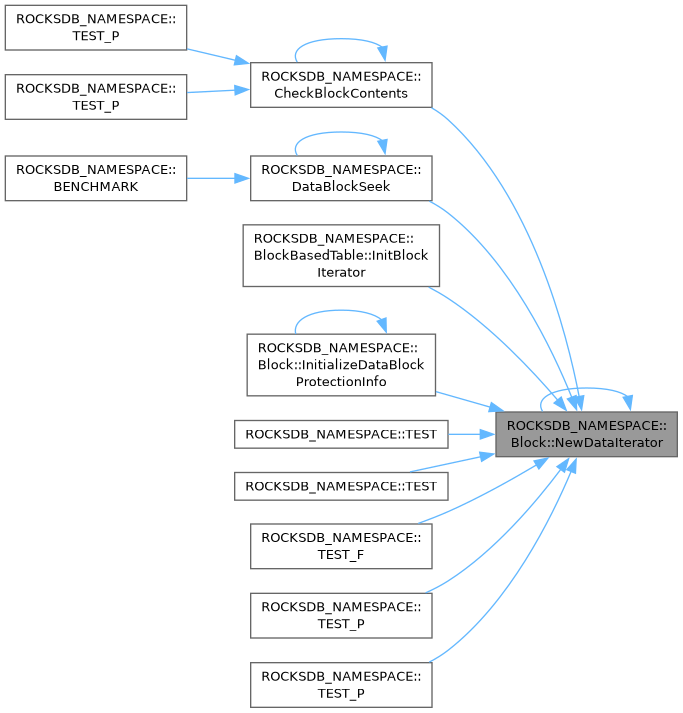 ROCKSDB_NAMESPACE::
TEST_P
ROCKSDB_NAMESPACE::
TEST_P
ROCKSDB_NAMESPACE::
BENCHMARK
ROCKSDB_NAMESPACE::
CheckBlockContents
ROCKSDB_NAMESPACE::
DataBlockSeek
ROCKSDB_NAMESPACE::
BlockBasedTable::InitBlock
Iterator
ROCKSDB_NAMESPACE::
Block::InitializeDataBlock
ProtectionInfo
ROCKSDB_NAMESPACE::TEST
ROCKSDB_NAMESPACE::TEST
ROCKSDB_NAMESPACE::
TEST_F
ROCKSDB_NAMESPACE::
TEST_P
ROCKSDB_NAMESPACE::
TEST_P
ROCKSDB_NAMESPACE::
Block::NewDataIterator